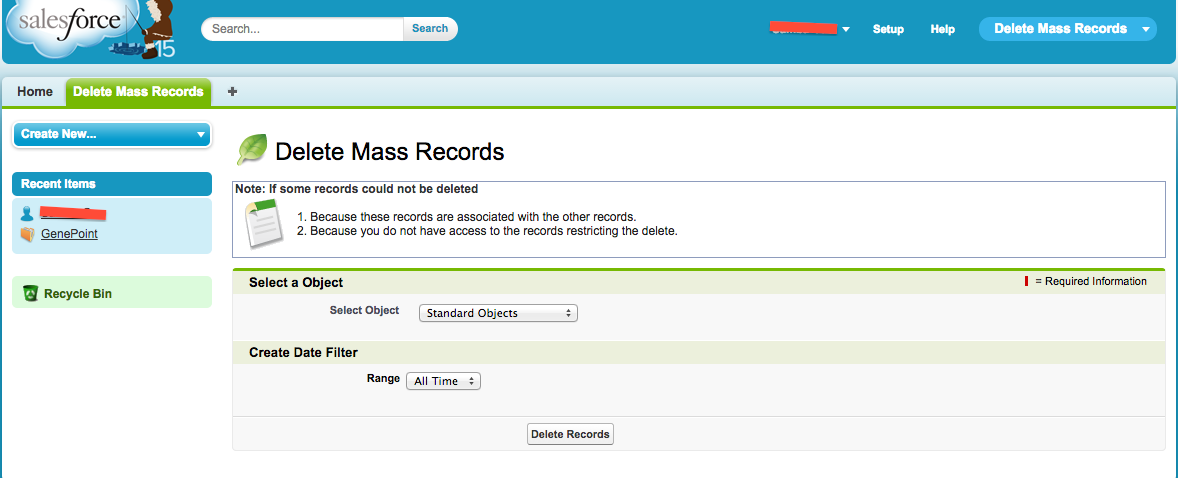 salesforce
15
Search...
Search
Setup
Help
Delete Mass Records
Home
Delete Mass Records
+
Create New...
Recent Items
GenePoint
Recycle Bin
Delete Mass Records
Note: If some records could not be deleted
1. Because these records are associated with the other records.
2. Because you do not have access to the records restricting the delete.
Select a Object
= Required Information
Select Object
Standard Objects
Create Date Filter
Range
All Time
Delete Records